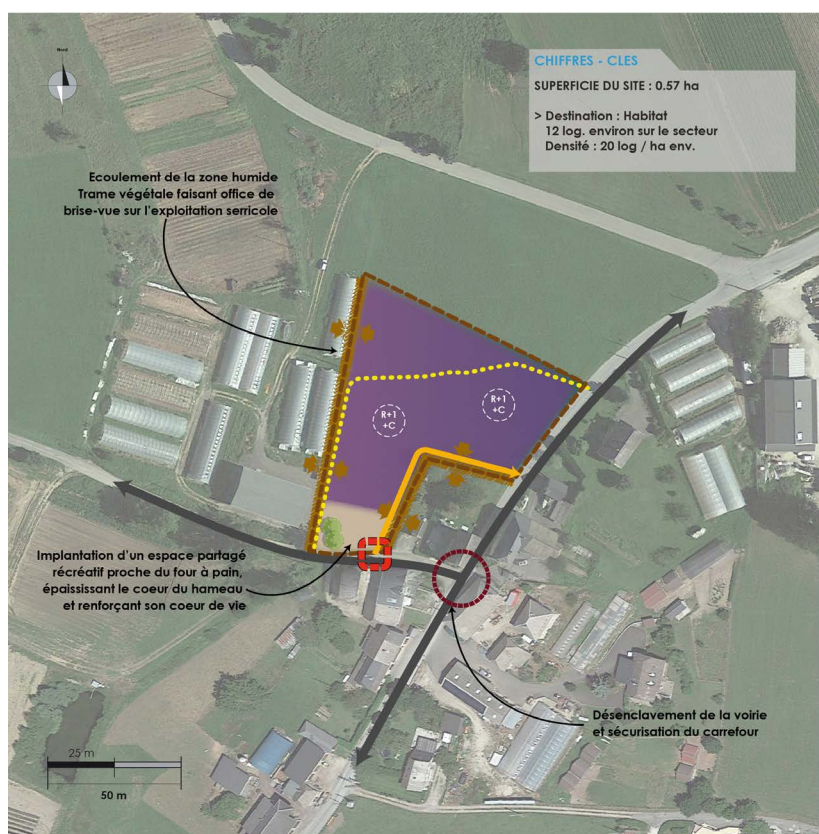 Nord
CHIFFRES - CLES
SUPERFICIE DU SITE : 0.57 ha
> Destination : Habitat
12 log. environ sur le secteur
Densité : 20 log / ha env.
Ecoulement de la zone humide
Trame végétale faisant office de
brise-vue sur l'exploitation serricole
R+1
+C
R+1
+C
Implantation d'un espace partagé
récréatif proche du four à pain,
épaississant le coeur du hameau
et renforçant son coeur de vie
Désenclavement de la voirie
et sécurisation du carrefour
25 m
50 m